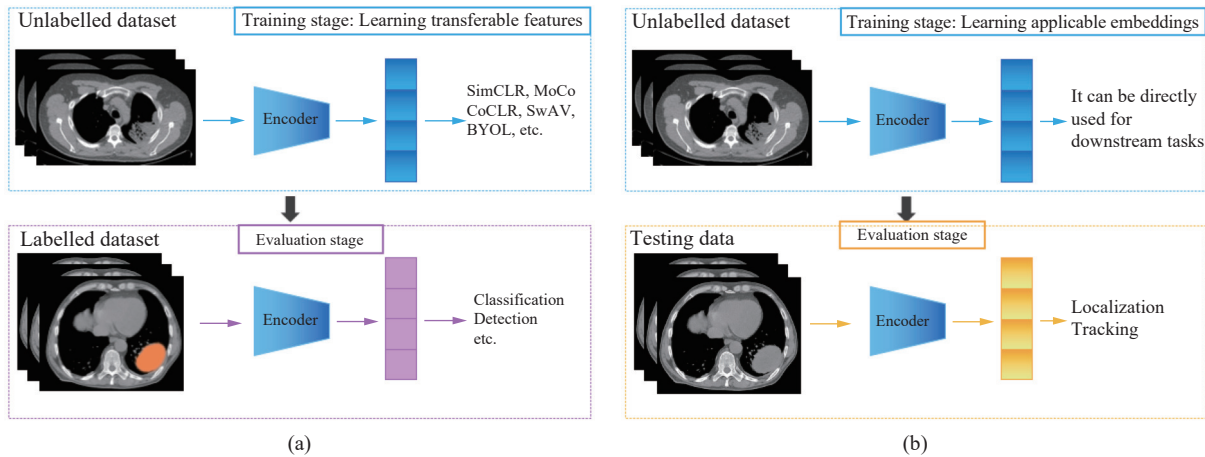 Unlabelled dataset
Training stage: Learning transferable features
Encoder
SimCLR, MoCo
CoCLR, SwAV,
BYOL, etc.
Labelled dataset
Evaluation stage
Encoder
Classification
Detection
etc.
(a)
Unlabelled dataset
Training stage: Learning applicable embeddings
Encoder
It can be directly
used for
downstream tasks
Testing data
Evaluation stage
Encoder
Localization
Tracking
(b)